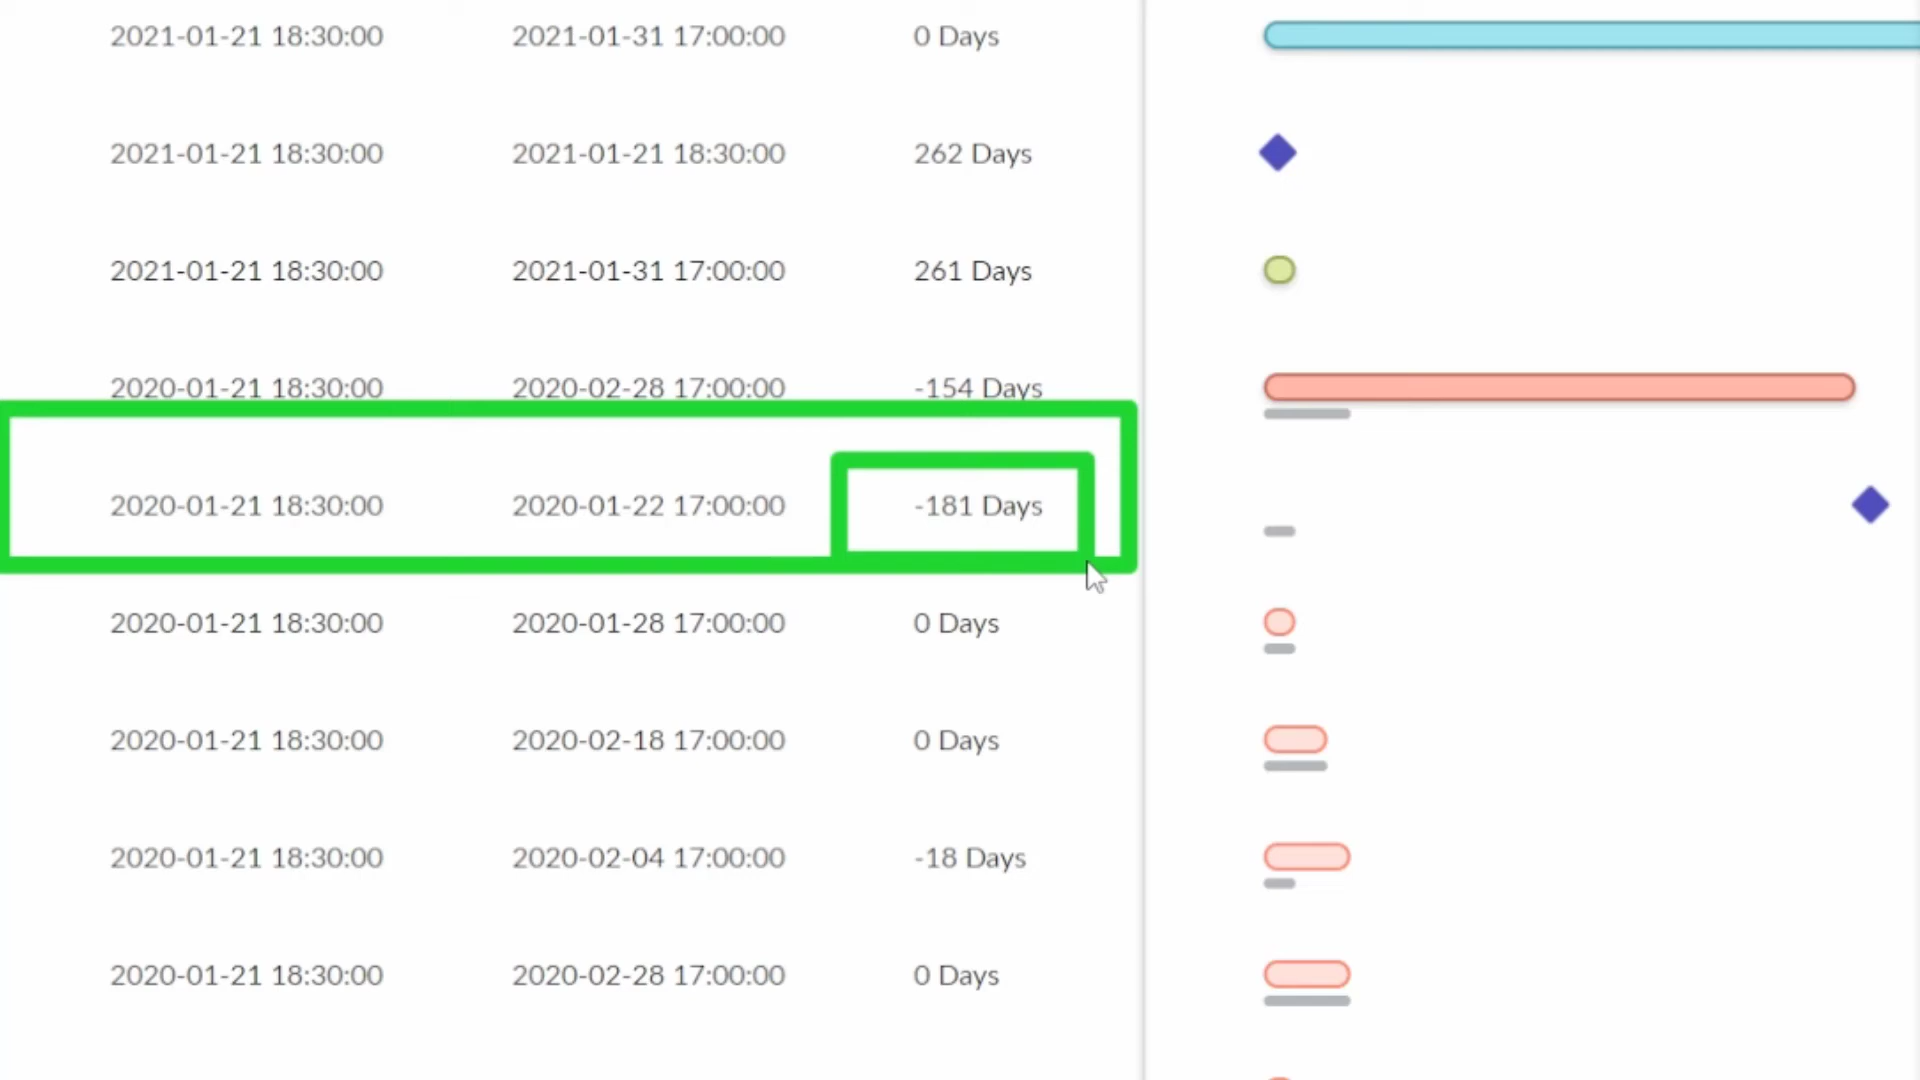 2021-01-21 18:30:00 2021-01-31 17:00:00 0 Days
2021-01-21 18:30:00 2021-01-21 18:30:00 262 Days
2021-01-21 18:30:00 2021-01-31 17:00:00 261 Days
2020-01-21 18:30:00 2020-02-28 17:00:00 -154 Days
2020-01-21 18:30:00 2020-01-22 17:00:00 -181 Days
2020-01-21 18:30:00 2020-01-28 17:00:00 0 Days
2020-01-21 18:30:00 2020-02-18 17:00:00 0 Days
2020-01-21 18:30:00 2020-02-04 17:00:00 -18 Days
2020-01-21 18:30:00 2020-02-28 17:00:00 0 Days